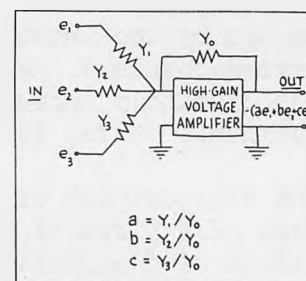 e₁
Y₁
Y₀
OUT
IN
e₂
Y₂
HIGH-GAIN
VOLTAGE
AMPLIFIER
-(ae₁+be₂+ce
Y₃
e₃
a = Y₁/Y₀
b = Y₂/Y₀
c = Y₃/Y₀